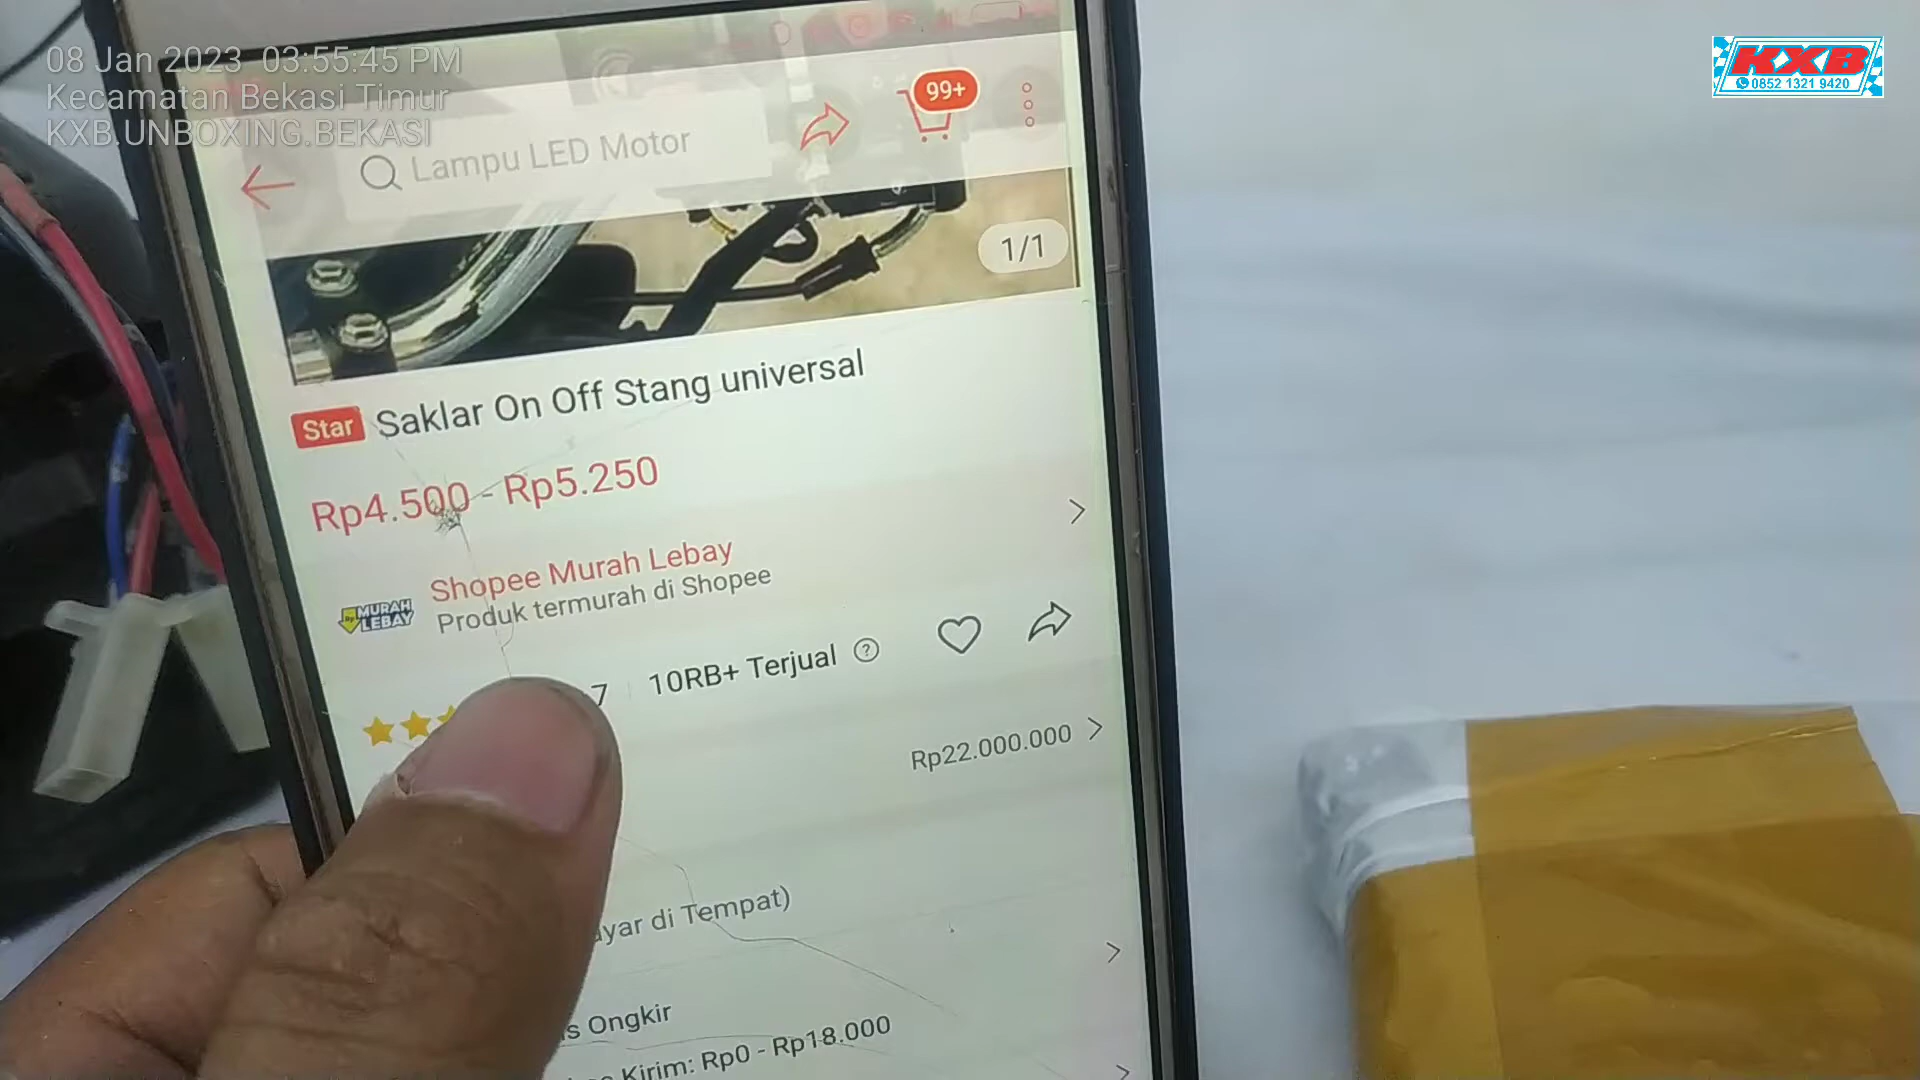 08 Jan 2023 03:55:45 PM
Kecamatan Bekasi Timur
KXB.UNBOXING.BEKASI
KXB
0852 1321 9420
99+
Lampu LED Motor
1/1
Star Saklar On Off Stang universal
Rp4.500 - Rp5.250
MURAH LEBAY
Shopee Murah Lebay
Produk termurah di Shopee
7 10RB+ Terjual ?
Rp22.000.000
di Tempat)
Ongkir
Kirim: Rp0 - Rp18.000